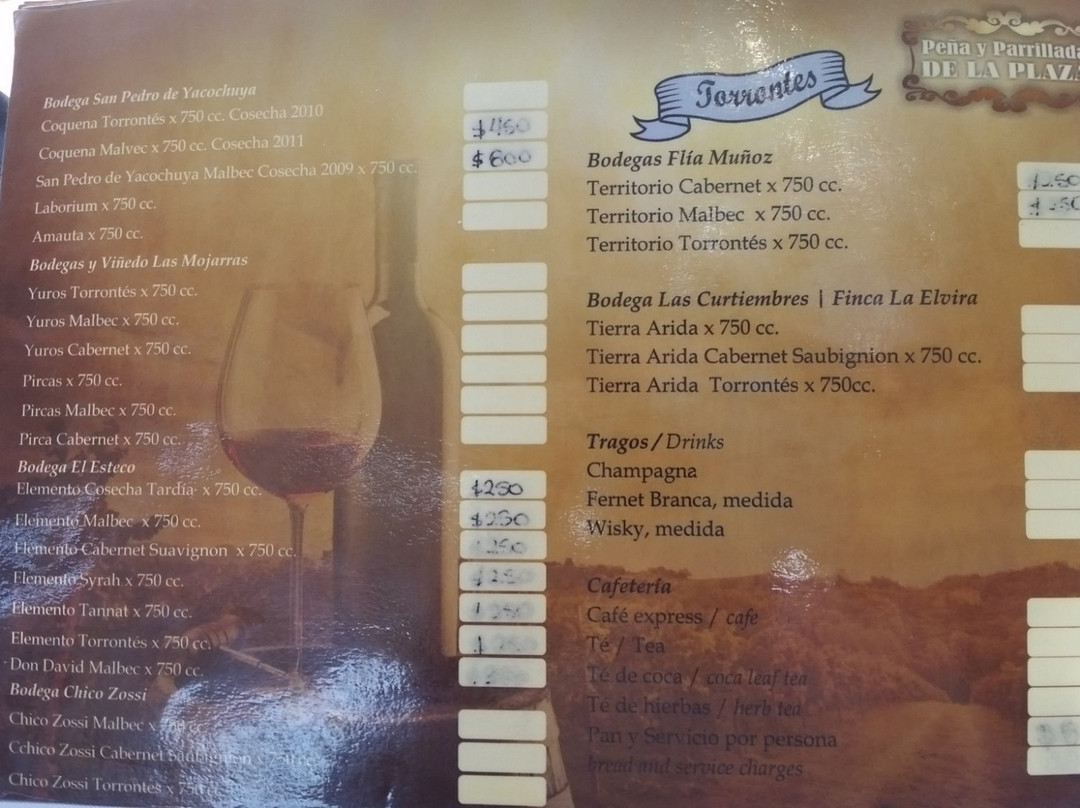 Bodega San Pedro de Yacochuya
Coquena Torrontés x 750 cc. Cosecha 2010
Coquena Malvec x 750 cc. Cosecha 2011 $460
San Pedro de Yacochuya Malbec Cosecha 2009 x 750 cc. $600
Laborium x 750 cc.
Amauta x 750 cc.
Bodegas y Viñedo Las Mojarras
Yuros Torrontés x 750 cc.
Yuros Malbec x 750 cc.
Yuros Cabernet x 750 cc.
Pircas x 750 cc.
Pircas Malbec x 750 cc.
Pirca Cabernet x 750 cc.
Bodega El Esteco
Elemento Cosecha Tardía x 750 cc. $250
Elemento Malbec x 750 cc. $250
Elemento Cabernet Suavignon x 750 cc. 250
Elemento Syrah x 750 cc. $250
Elemento Tannat x 750 cc.
Elemento Torrontés x 750 cc.
Don David Malbec x 750 cc.
Bodega Chico Zossi
Chico Zossi Malbec x
Cchico Zossi Cabernet
Chico Zossi Torrontes x
Peña y Parrillada
DE LA PLAZA
Torrontes
Bodegas Flía Muñoz
Territorio Cabernet x 750 cc.
Territorio Malbec x 750 cc.
Territorio Torrontés x 750 cc.
Bodega Las Curtiembres | Finca La Elvira
Tierra Arida x 750 cc.
Tierra Arida Cabernet Saubignion x 750 cc.
Tierra Arida Torrontés x 750cc.
Tragos / Drinks
Champagna
Fernet Branca, medida
Wisky, medida
Cafetería
Café express / cafe
Té / Tea
Té de coca / coca leaf tea
Té de hierbas / herb tea
Pan y Servicio por persona
bread and service charges